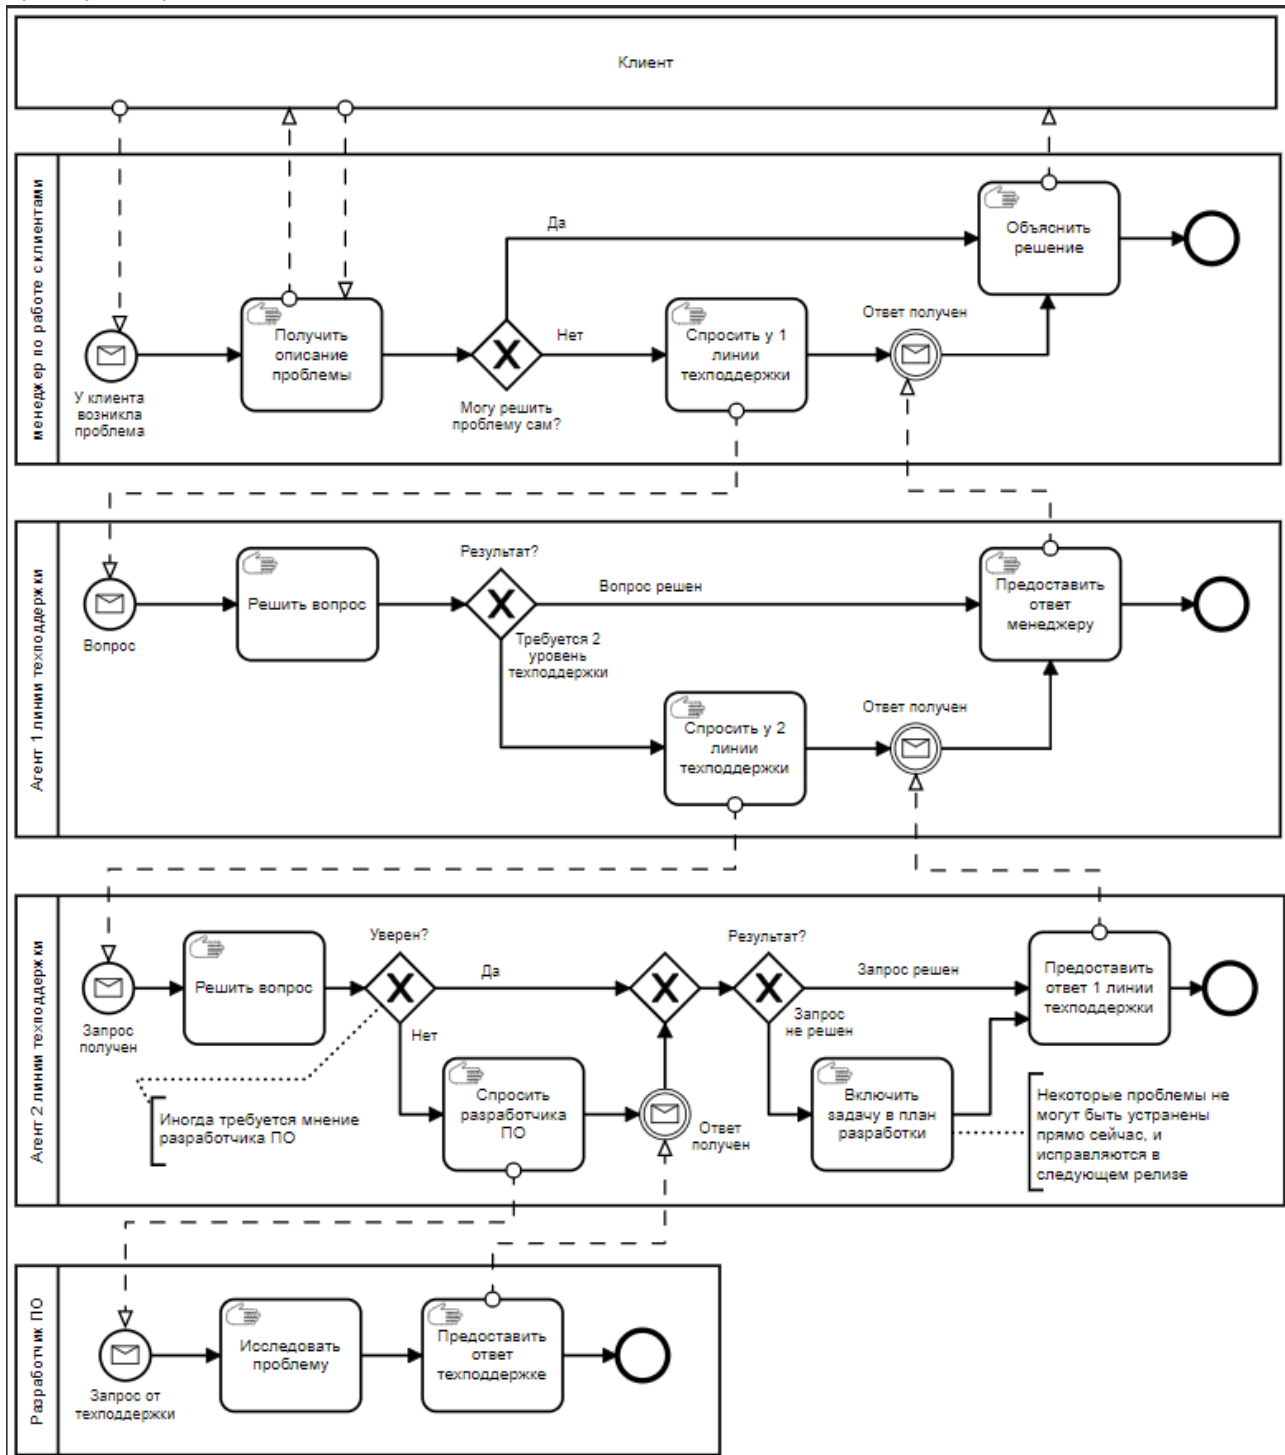 Клиент
менеджер по работе с клиентами
Да
Объяснить
решение
Получить
описание
проблемы
Нет
Спросить у 1
линии
техподдержки
Ответ получен
У клиента
возникла
проблема
Могу решить
проблему сам?
Агент 1 линии техподдержки
Результат?
Решить вопрос
Вопрос решен
Предоставить
ответ
менеджеру
Вопрос
Требуется 2
уровень
техподдержки
Спросить у 2
линии
техподдержки
Ответ получен
Агент 2 линии техподдержки
Уверен?
Результат?
Решить вопрос
Да
Запрос решен
Предоставить
ответ 1 линии
техподдержки
Запрос
получен
Нет
Запрос
не решен
Иногда требуется мнение
разработчика ПО
Спросить
разработчика
ПО
Ответ
получен
Включить
задачу в план
разработки
Некоторые проблемы не
могут быть устранены
прямо сейчас, и
исправляются в
следующем релизе
Разработчик ПО
Исследовать
проблему
Предоставить
ответ
техподдержке
Запрос от
техподдержки